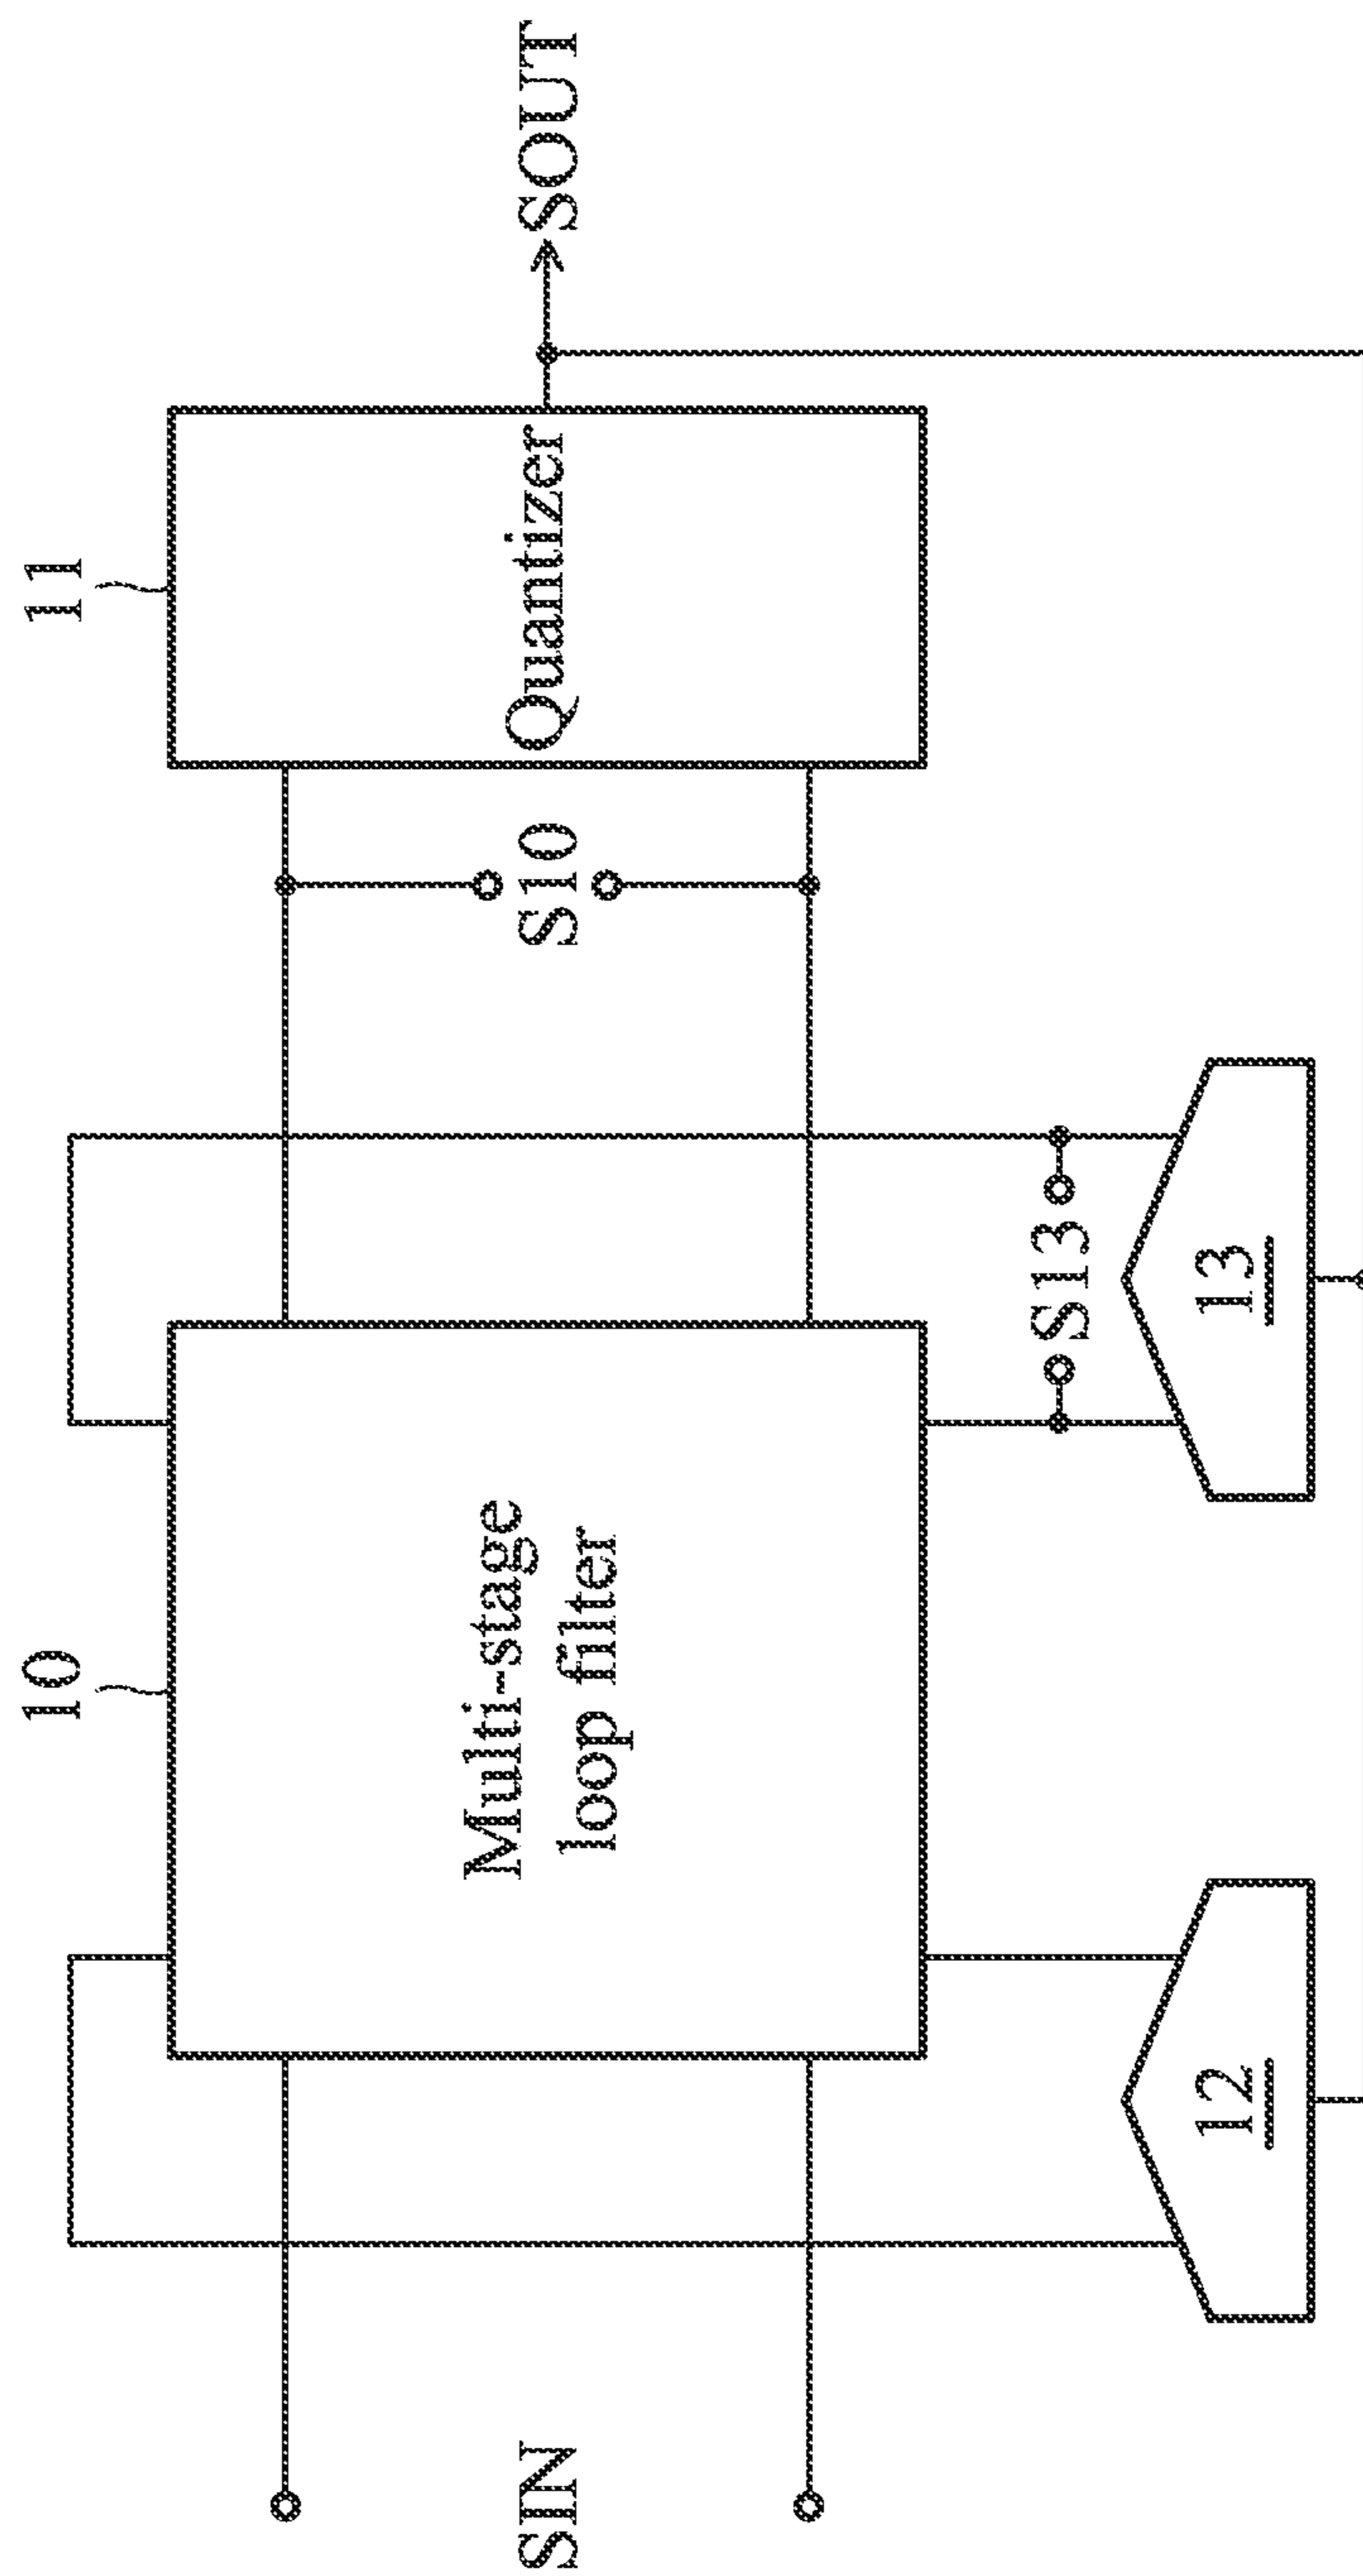 10
11
SIN
Multi-stage
loop filter
S10
Quantizer
SOUT
S13
12
13